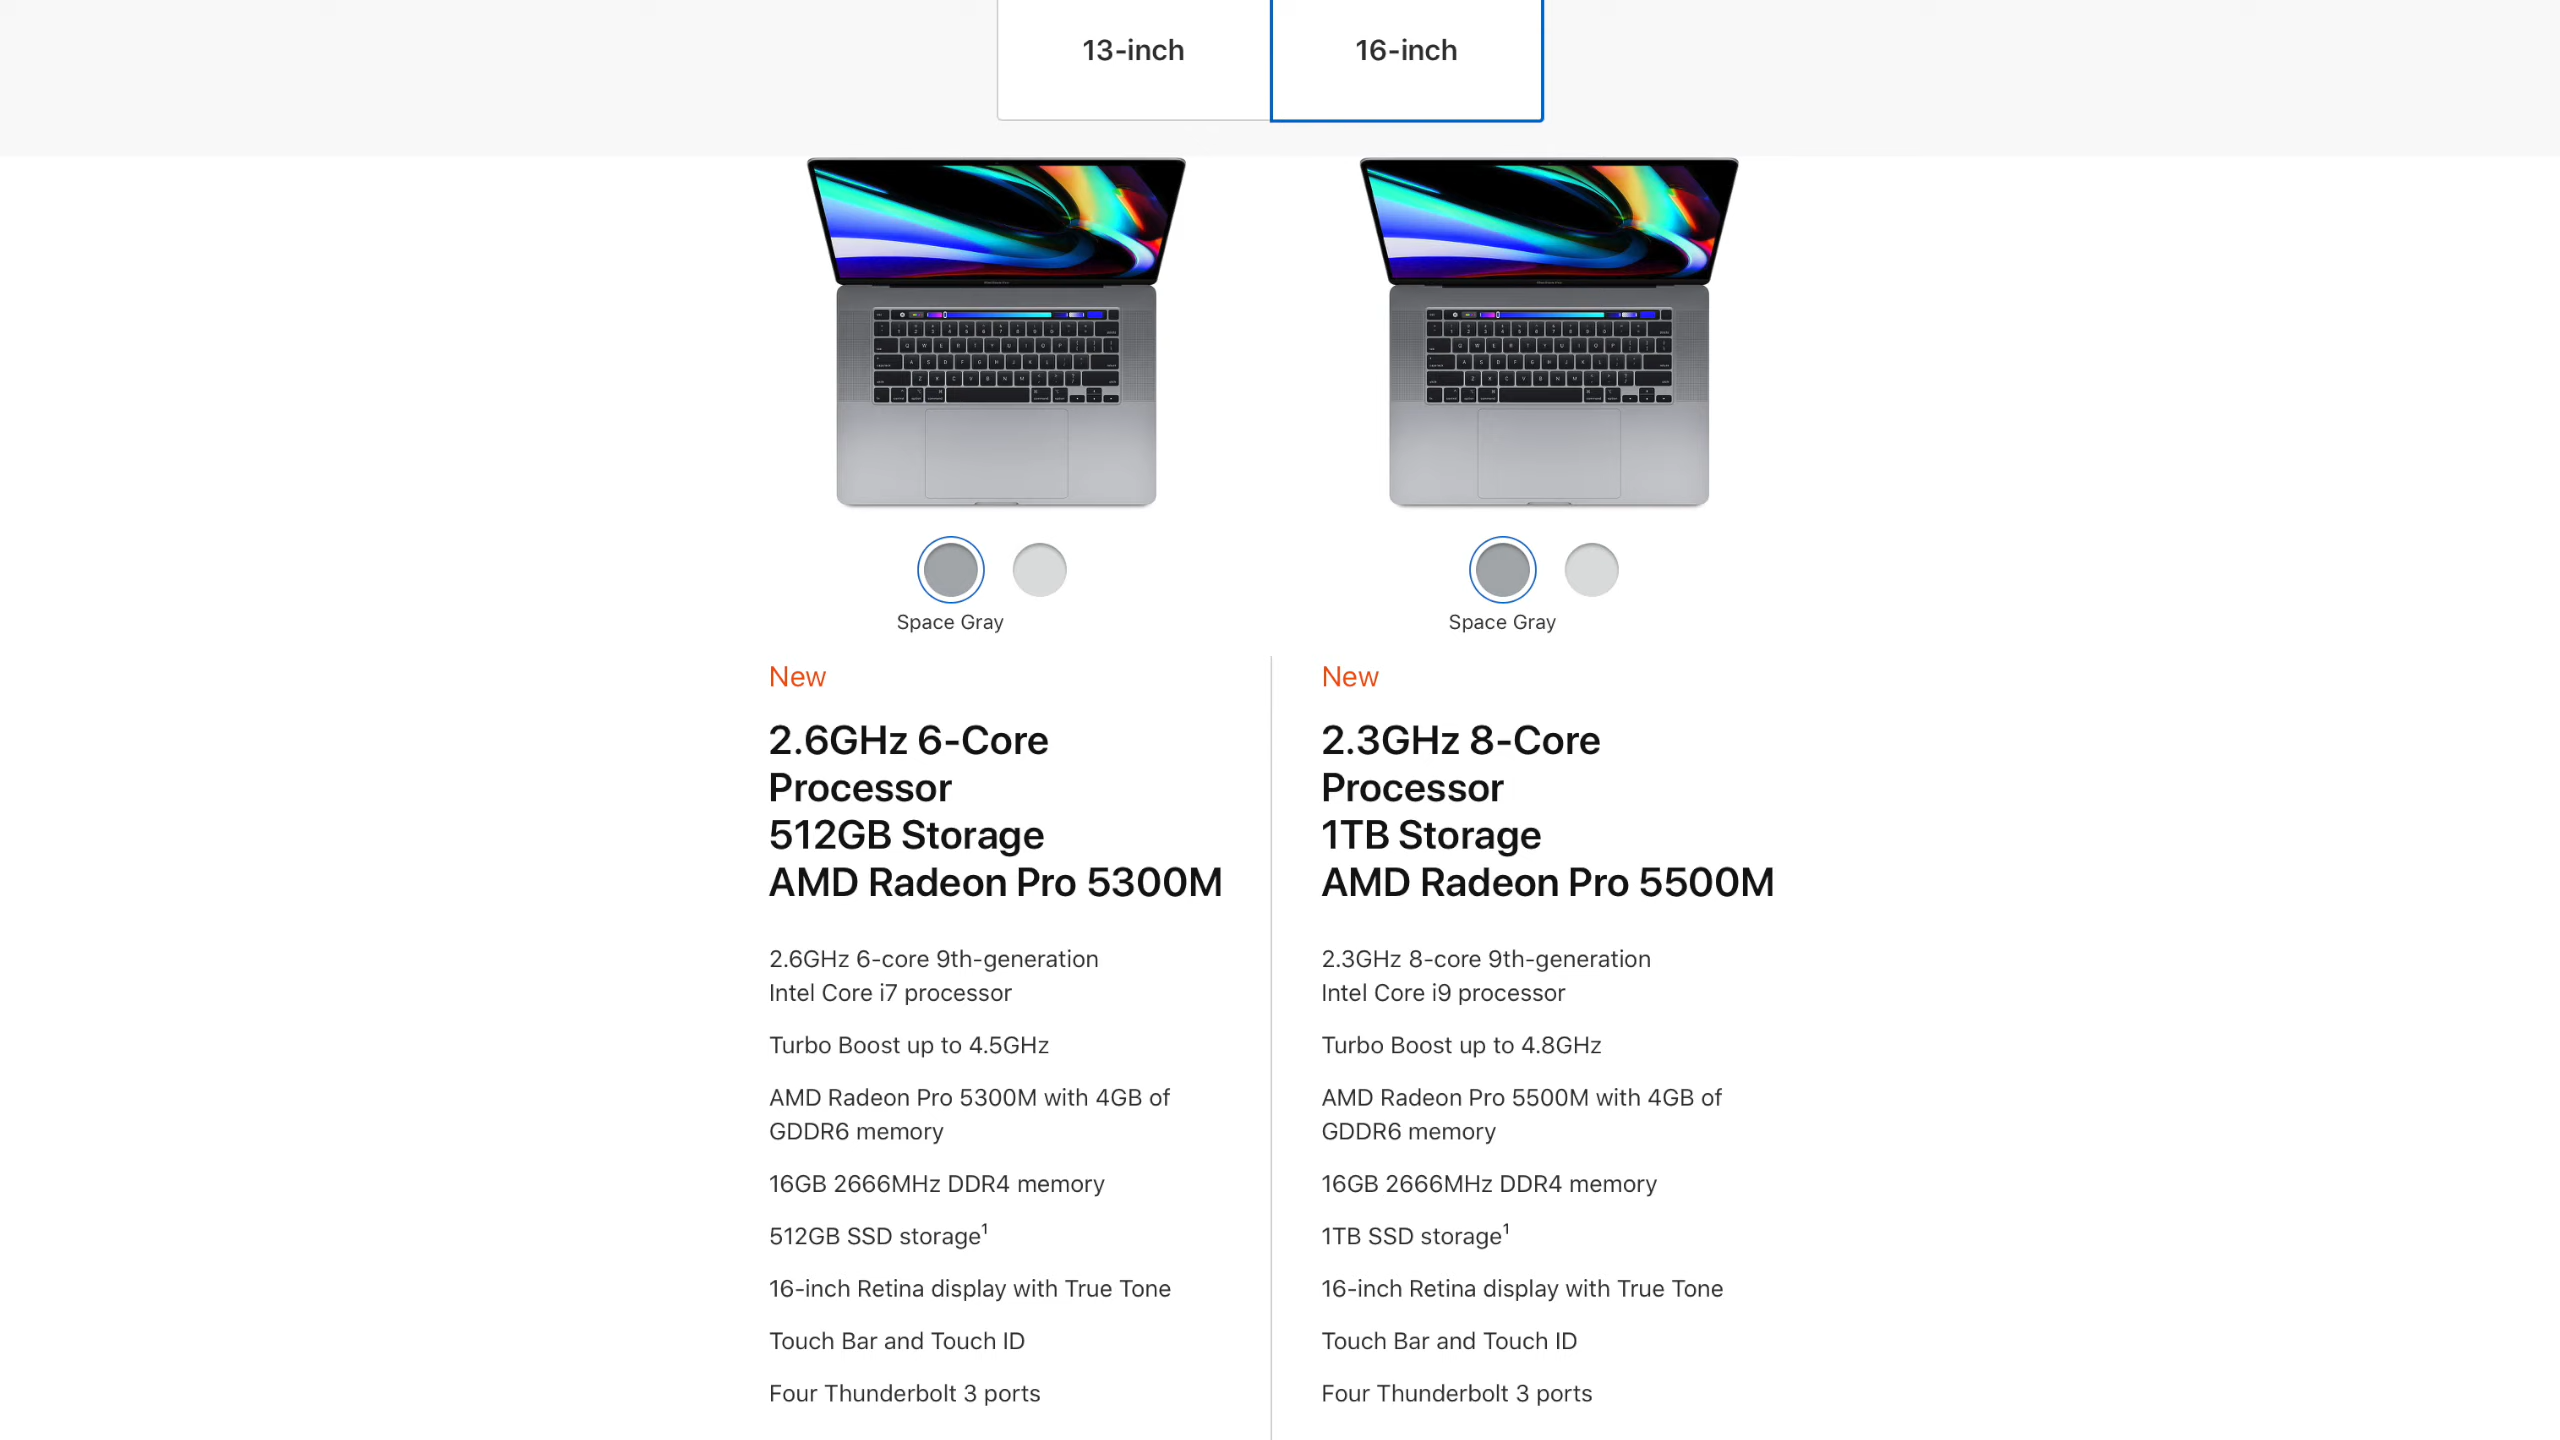 13-inch
16-inch
Space Gray
Space Gray
New
2.6GHz 6-Core
Processor
512GB Storage
AMD Radeon Pro 5300M
2.6GHz 6-core 9th-generation
Intel Core i7 processor
Turbo Boost up to 4.5GHz
AMD Radeon Pro 5300M with 4GB of
GDDR6 memory
16GB 2666MHz DDR4 memory
512GB SSD storage¹
16-inch Retina display with True Tone
Touch Bar and Touch ID
Four Thunderbolt 3 ports
New
2.3GHz 8-Core
Processor
1TB Storage
AMD Radeon Pro 5500M
2.3GHz 8-core 9th-generation
Intel Core i9 processor
Turbo Boost up to 4.8GHz
AMD Radeon Pro 5500M with 4GB of
GDDR6 memory
16GB 2666MHz DDR4 memory
1TB SSD storage¹
16-inch Retina display with True Tone
Touch Bar and Touch ID
Four Thunderbolt 3 ports